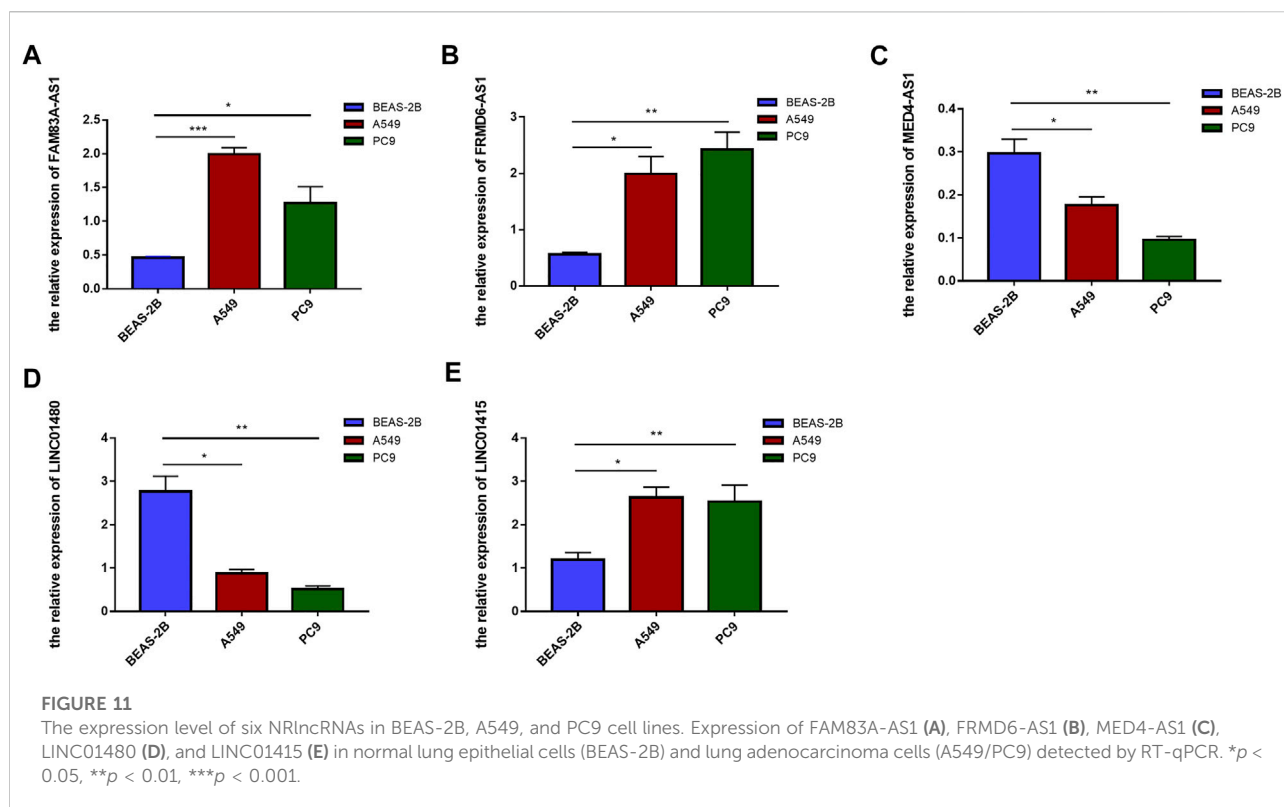 A
the relative expression of FAM83A-AS1
2.5
2.0
1.5
1.0
0.5
0.0
*
***
BEAS-2B
A549
PC9
BEAS-2B
A549
PC9
B
the relative expression of FRMD6-AS1
3
2
1
0
**
*
BEAS-2B
A549
PC9
BEAS-2B
A549
PC9
C
the relative expression of MED4-AS1
0.4
0.3
0.2
0.1
0.0
**
*
BEAS-2B
A549
PC9
BEAS-2B
A549
PC9
D
the relative expression of LINC01480
4
3
2
1
0
**
*
BEAS-2B
A549
PC9
BEAS-2B
A549
PC9
E
the relative expression of LINC01415
4
3
2
1
0
**
*
BEAS-2B
A549
PC9
BEAS-2B
A549
PC9
FIGURE 11
The expression level of six NRlncRNAs in BEAS-2B, A549, and PC9 cell lines. Expression of FAM83A-AS1 (A), FRMD6-AS1 (B), MED4-AS1 (C),
LINC01480 (D), and LINC01415 (E) in normal lung epithelial cells (BEAS-2B) and lung adenocarcinoma cells (A549/PC9) detected by RT-qPCR. *p <
0.05, **p < 0.01, ***p < 0.001.